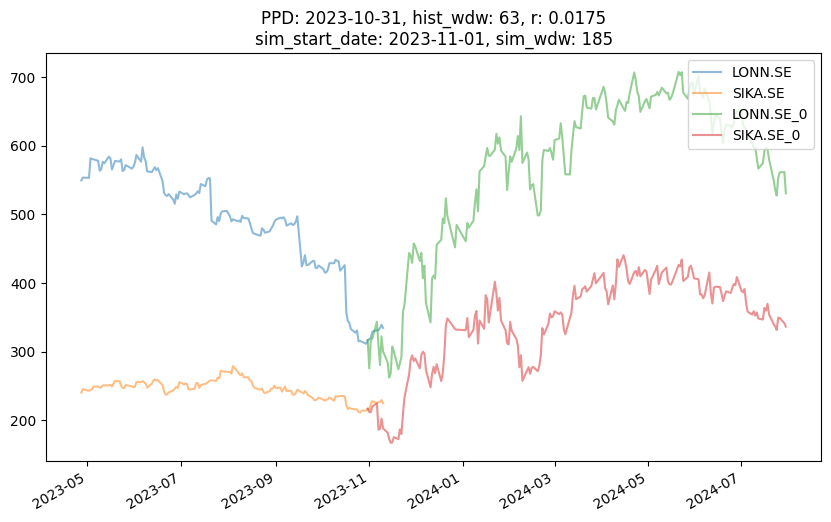 PPD: 2023-10-31, hist_wdw: 63, r: 0.0175
sim_start_date: 2023-11-01, sim_wdw: 185
LONN.SE
SIKA.SE
LONN.SE_0
SIKA.SE_0
700
600
500
400
300
200
2023-05
2023-07
2023-09
2023-11
2024-01
2024-03
2024-05
2024-07